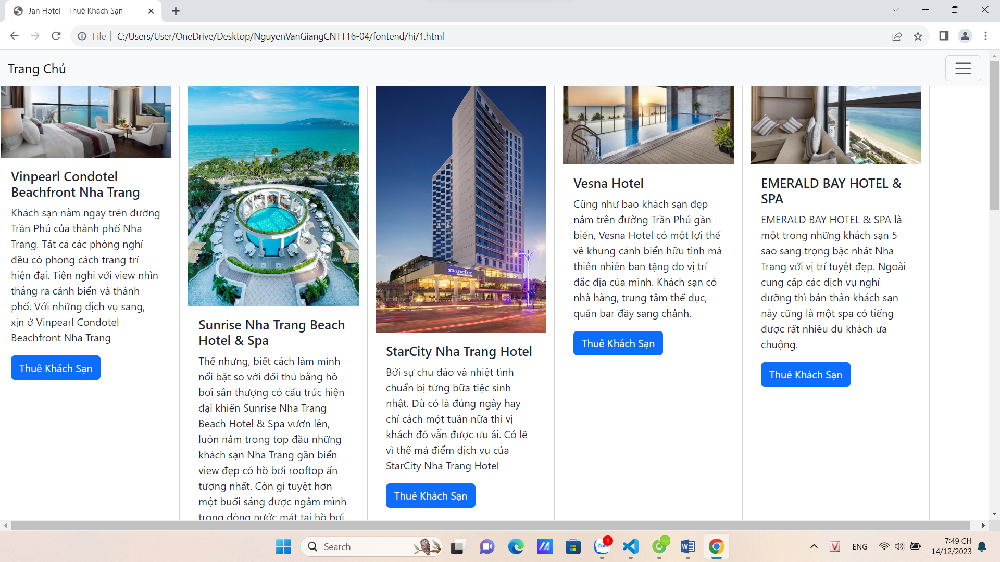 Jan Hotel - Thuê Khách Sạn
File
C:/Users/User/OneDrive/Desktop/NguyenVanGiangCNTT16-04/fontend/hi/1.html
Trang Chủ
Vinpearl Condotel
Beachfront Nha Trang
Khách sạn nằm ngay trên đường
Trần Phú của thành phố Nha
Trang. Tất cả các phòng nghỉ
đều có phong cách trang trí
hiện đại. Tiện nghi với view nhìn
thẳng ra cảnh biển và thành
phố. Với những dịch vụ sang,
xịn ở Vinpearl Condotel
Beachfront Nha Trang
Thuê Khách Sạn
Sunrise Nha Trang Beach
Hotel & Spa
Thế nhưng, biết cách làm mình
nổi bật so với đối thủ bằng hồ
bơi sân thượng có cấu trúc hiện
đại khiến Sunrise Nha Trang
Beach Hotel & Spa vươn lên,
luôn nằm trong top đầu những
khách sạn Nha Trang gần biển
view đẹp có hồ bơi rooftop ấn
tượng nhất. Còn gì tuyệt hơn
một buổi sáng được ngâm mình
trong dòng nước mát tại hồ bơi
STARCITY
StarCity Nha Trang Hotel
Bởi sự chu đáo và nhiệt tình
chuẩn bị từng bữa tiệc sinh
nhật. Dù có là đúng ngày hay
chỉ cách một tuần nữa thì vị
khách đó vẫn được ưu ái. Có lẽ
vì thế mà điểm dịch vụ của
StarCity Nha Trang Hotel
Thuê Khách Sạn
Vesna Hotel
Cũng như bao khách sạn đẹp
nằm trên đường Trần Phú gần
biển, Vesna Hotel có một lợi thế
về khung cảnh biển hữu tình mà
thiên nhiên ban tặng do vị trí
đắc địa của mình. Khách sạn có
nhà hàng, trung tâm thể dục,
quán bar đầy sang chảnh.
Thuê Khách Sạn
EMERALD BAY HOTEL &
SPA
EMERALD BAY HOTEL & SPA là
một trong những khách sạn 5
sao sang trọng bậc nhất Nha
Trang với vị trí tuyệt đẹp. Ngoài
cung cấp các dịch vụ nghỉ
dưỡng thì bản thân khách sạn
này cũng là một spa có tiếng
được rất nhiều du khách ưa
chuộng.
Thuê Khách Sạn
Search
Zalo
1
V
ENG
7:49 CH
14/12/2023